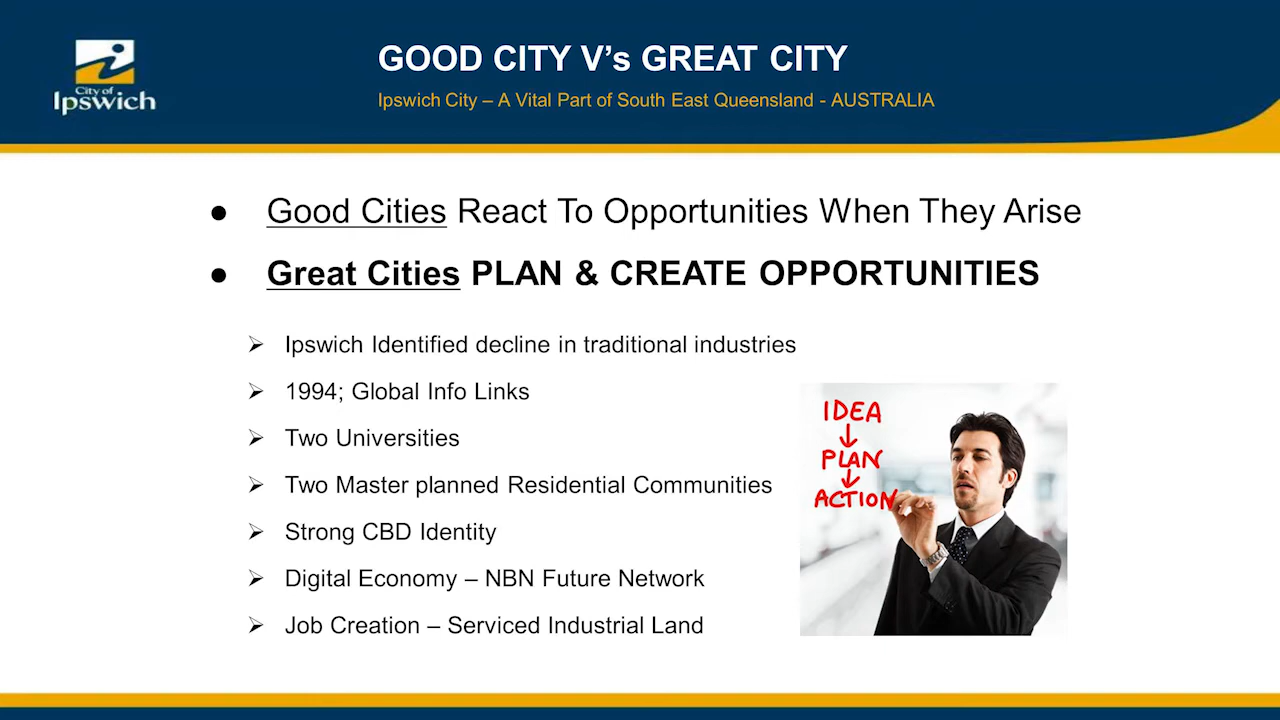 City of
Ipswich
GOOD CITY V’s GREAT CITY
Ipswich City – A Vital Part of South East Queensland - AUSTRALIA
● Good Cities React To Opportunities When They Arise
● Great Cities PLAN & CREATE OPPORTUNITIES
➢ Ipswich Identified decline in traditional industries
➢ 1994; Global Info Links
➢ Two Universities
➢ Two Master planned Residential Communities
➢ Strong CBD Identity
➢ Digital Economy – NBN Future Network
➢ Job Creation – Serviced Industrial Land
IDEA
PLAN
ACTION